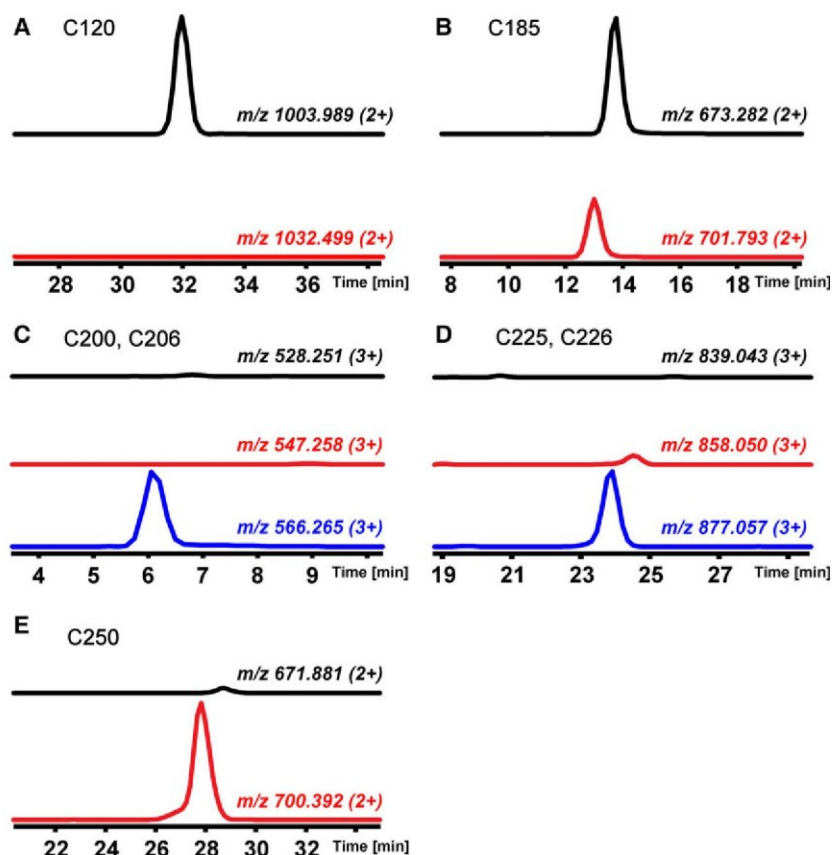 A C120
m/z 1003.989 (2+)
m/z 1032.499 (2+)
28 30 32 34 36 Time [min]
B C185
m/z 673.282 (2+)
m/z 701.793 (2+)
8 10 12 14 16 18 Time [min]
C C200, C206
m/z 528.251 (3+)
m/z 547.258 (3+)
m/z 566.265 (3+)
4 5 6 7 8 9 Time [min]
D C225, C226
m/z 839.043 (3+)
m/z 858.050 (3+)
m/z 877.057 (3+)
19 21 23 25 27 Time [min]
E C250
m/z 671.881 (2+)
m/z 700.392 (2+)
22 24 26 28 30 32 Time [min]